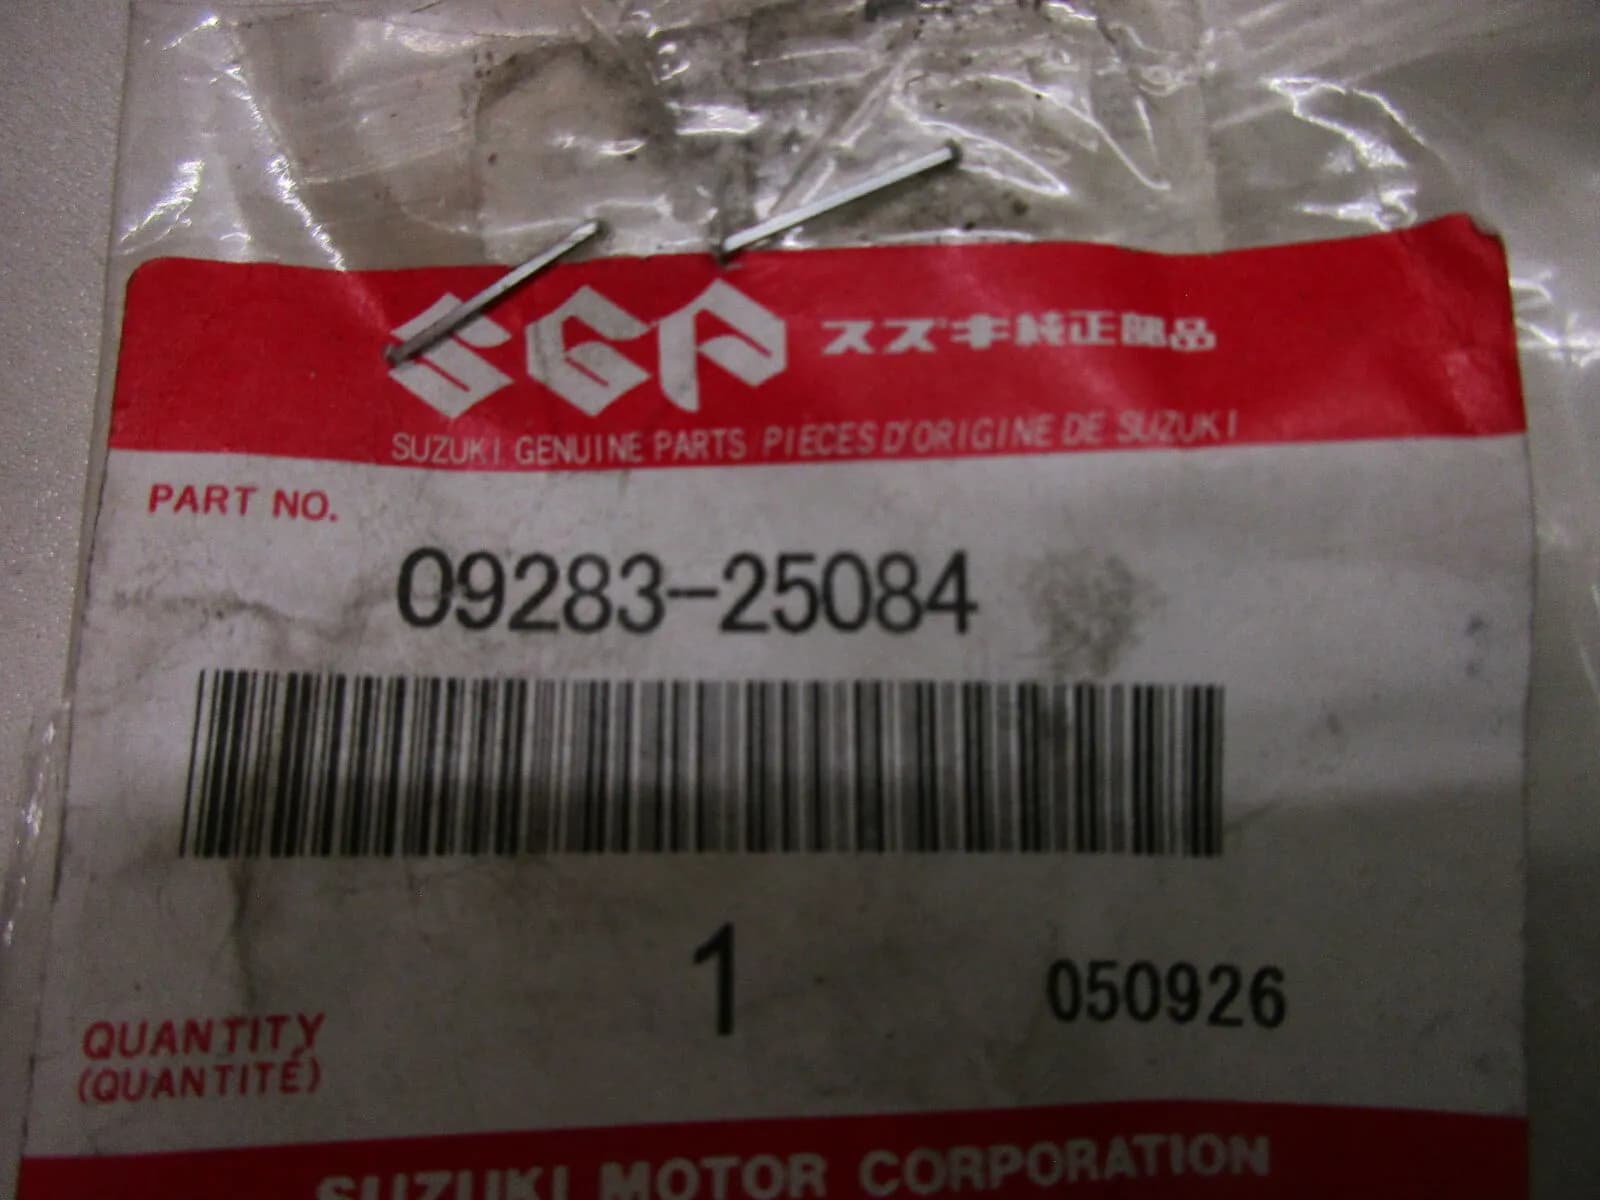 SGP スズキ純正部品
SUZUKI GENUINE PARTS PIECES D'ORIGINE DE SUZUKI
PART NO.
09283-25084
1 050926
QUANTITY
(QUANTITÉ)
SUZUKI MOTOR CORPORATION